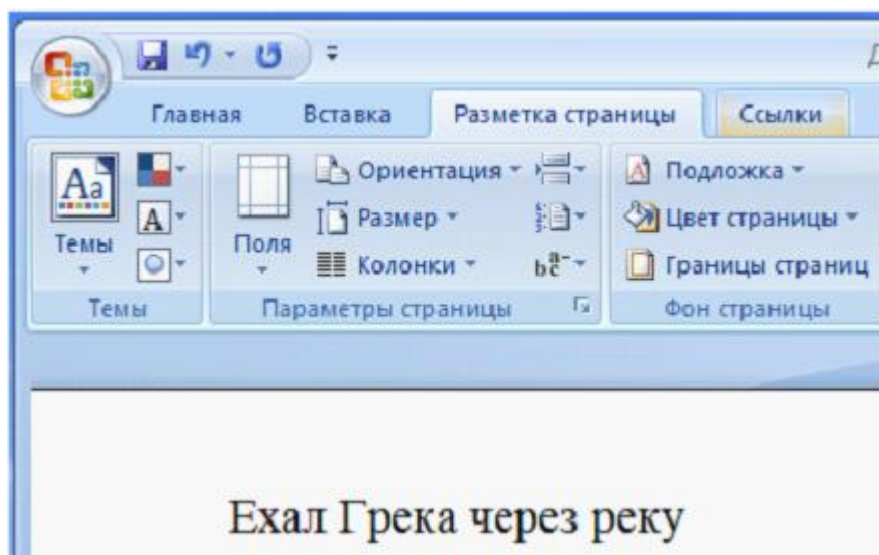 Главная Вставка Разметка страницы Ссылки
Aa Ориентация Подложка
A Размер Цвет страницы
Темы Поля Колонки Границы страниц
Темы Параметры страницы Фон страницы
Ехал Грека через реку